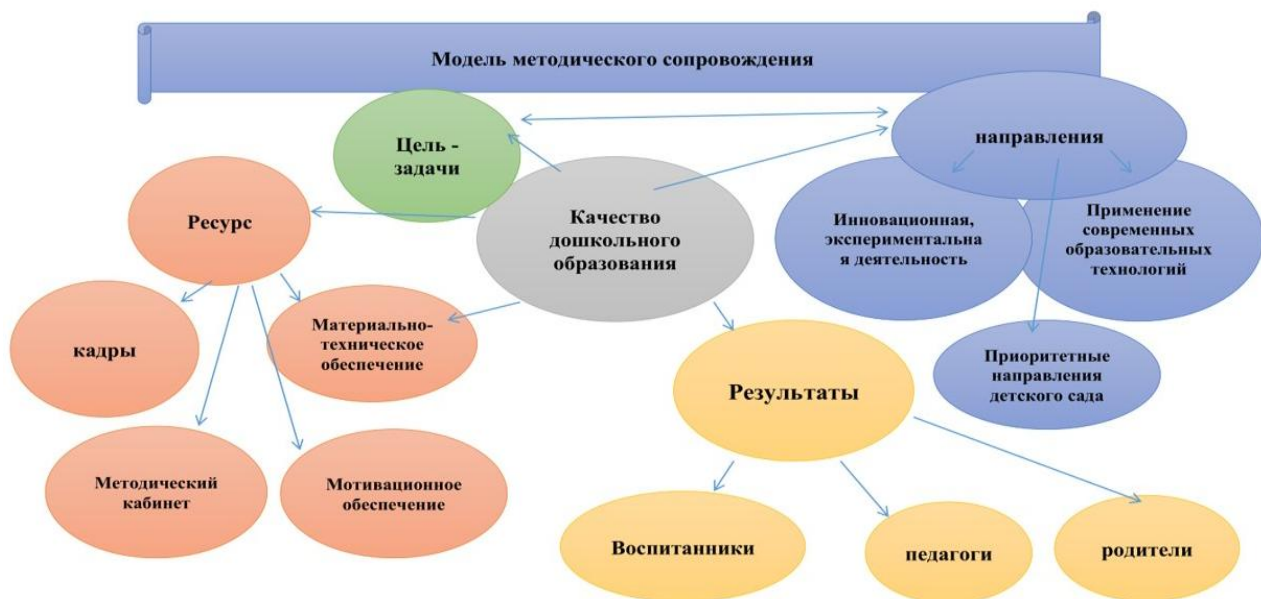 Модель методического сопровождения
Цель -
задачи
направления
Ресурс
Качество
дошкольного
образования
Инновационная,
экспериментальна
я деятельность
Применение
современных
образовательных
технологий
кадры
Материально-
техническое
обеспечение
Результаты
Приоритетные
направления
детского сада
Методический
кабинет
Мотивационное
обеспечение
Воспитанники
педагоги
родители